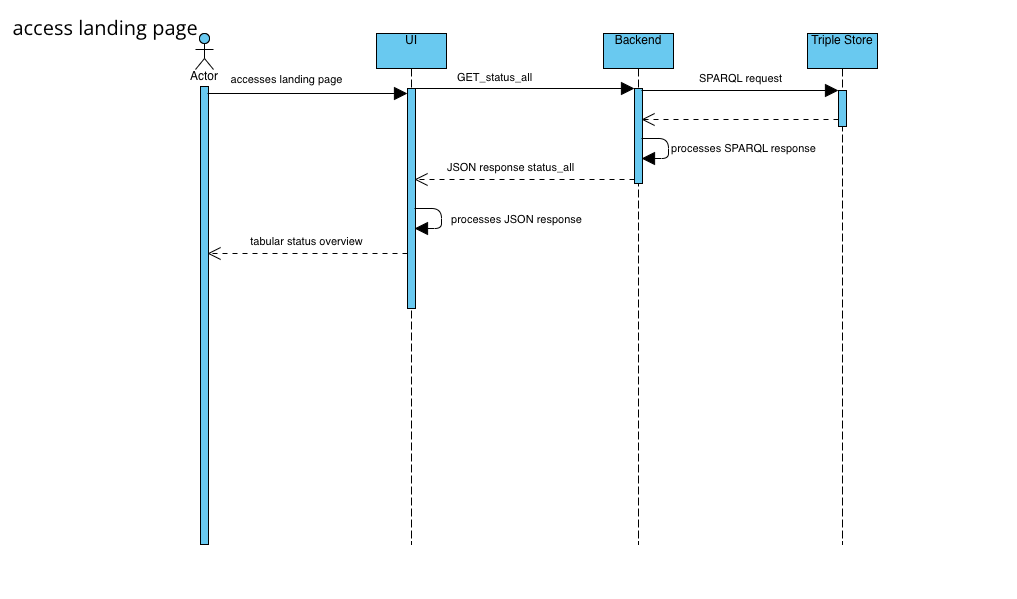 access landing page
Actor
UI
Backend
Triple Store
accesses landing page
GET_status_all
SPARQL request
processes SPARQL response
JSON response status_all
processes JSON response
tabular status overview